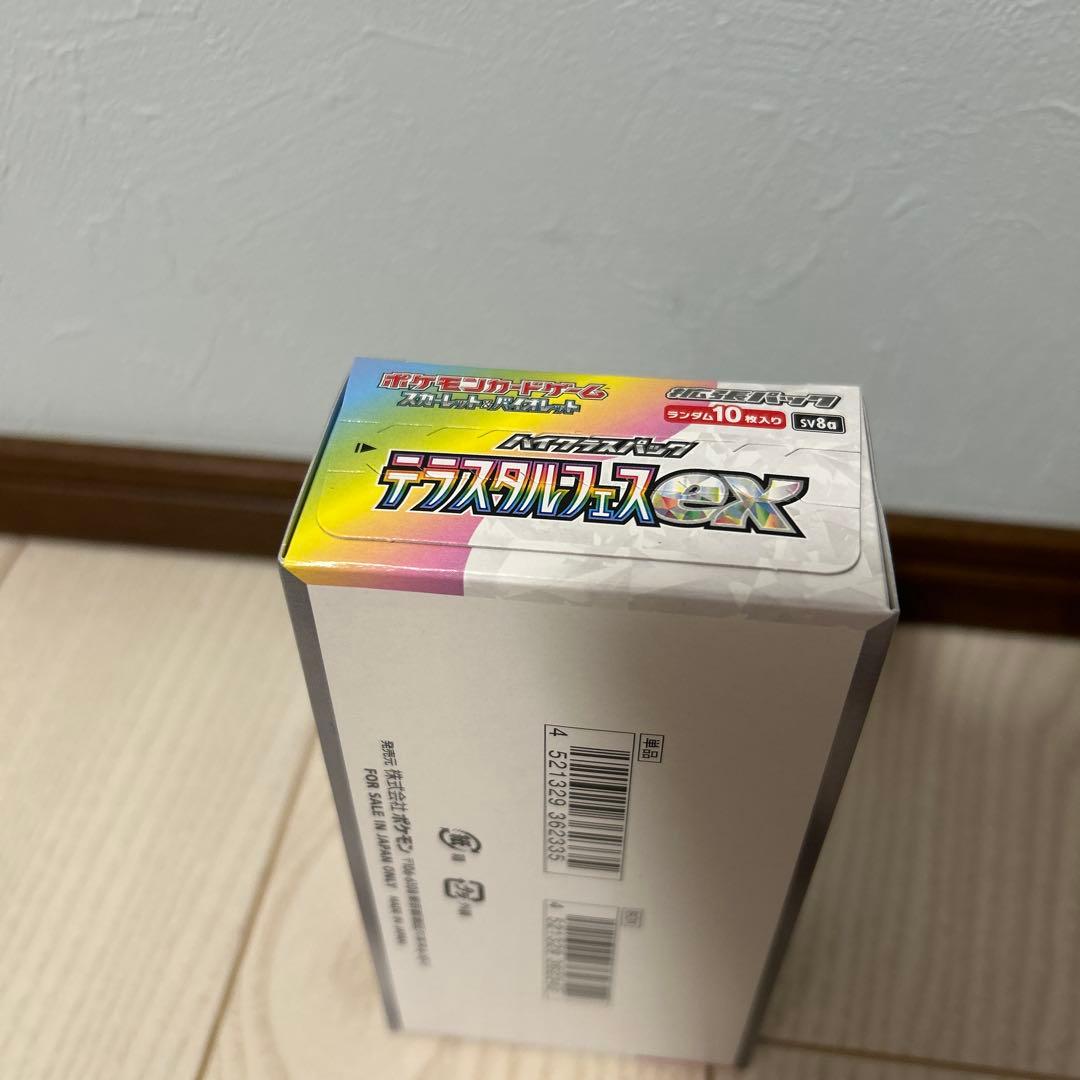 ポケモンカードゲーム
スカーレット&バイオレット
拡張パック
ランダム10枚入り
SV8a
ハイクラスパック
テラスタルフェスex
単品
4 521329 362335
発売元 株式会社ポケモン
FOR SALE IN JAPAN ONLY MADE IN JAPAN
紙
プラ